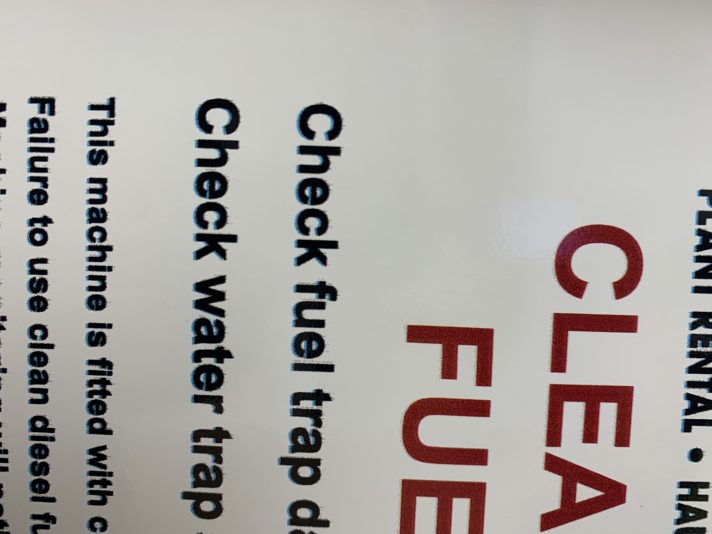 PLANT RENTAL • HA
CLEA
FUE
Check fuel trap da
Check water trap
This machine is fitted with c
Failure to use clean diesel fu